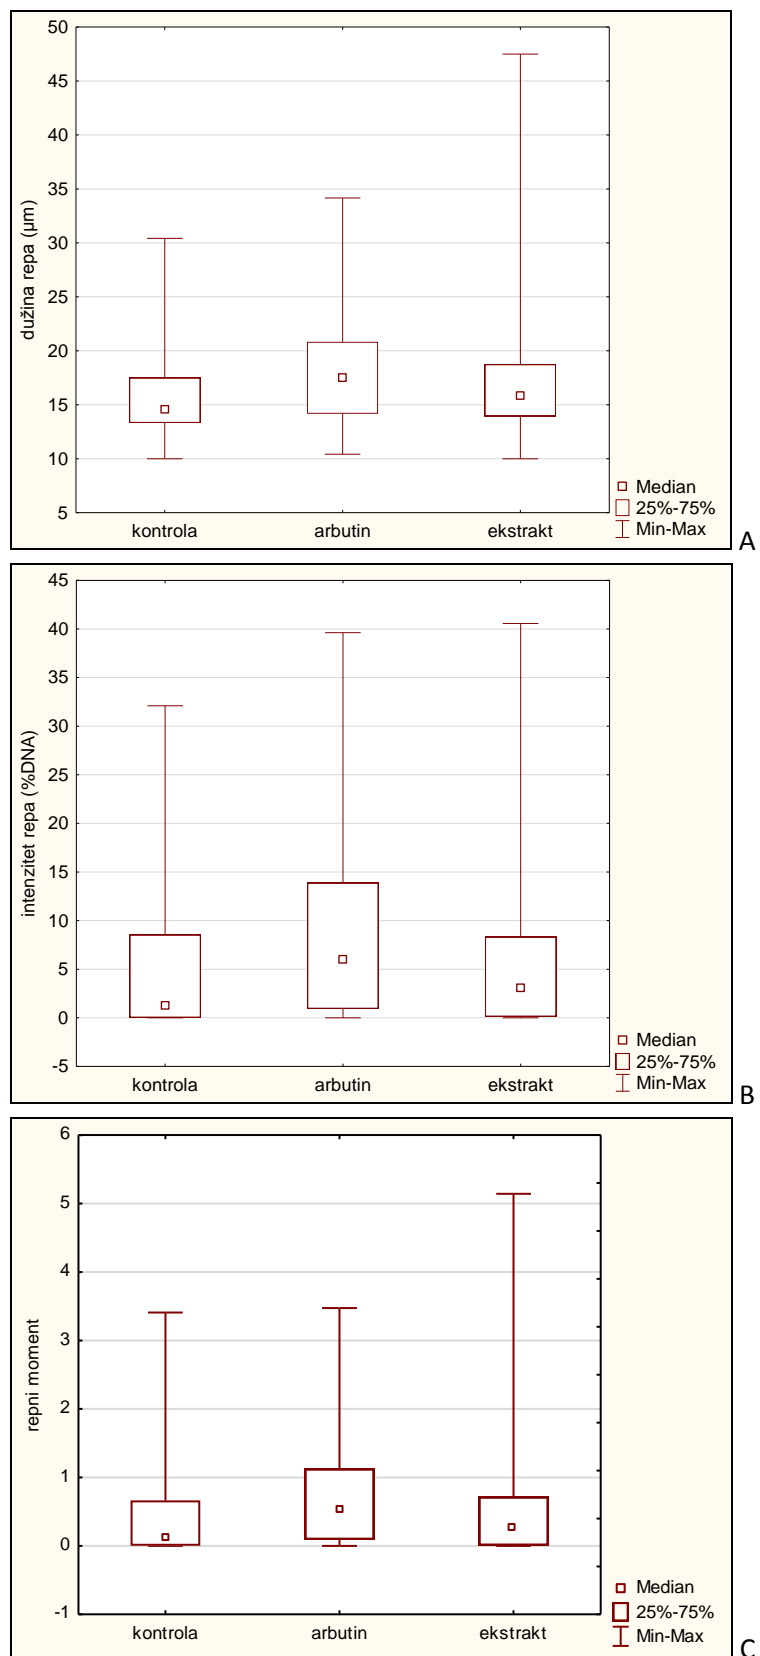 50
45
40
35
30
25
20
15
10
5
dužina repa (µm)
kontrola arbutin ekstrakt
Median
25%-75%
Min-Max
A
45
40
35
30
25
20
15
10
5
0
-5
intenzitet repa (%DNA)
kontrola arbutin ekstrakt
Median
25%-75%
Min-Max
B
6
5
4
3
2
1
0
-1
repni moment
kontrola arbutin ekstrakt
Median
25%-75%
Min-Max
C